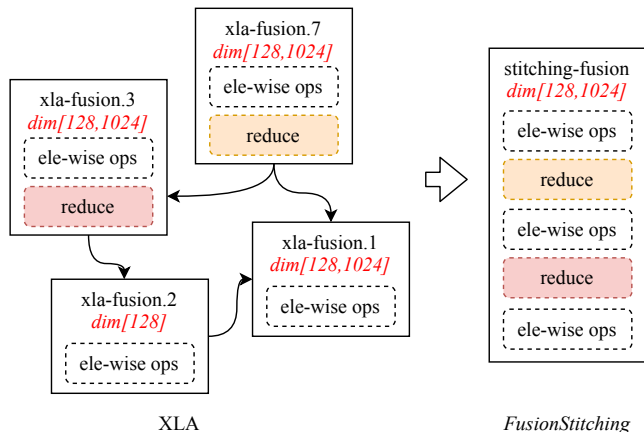 xla-fusion.7
dim[128,1024]
ele-wise ops
reduce
xla-fusion.3
dim[128,1024]
ele-wise ops
reduce
xla-fusion.1
dim[128,1024]
ele-wise ops
xla-fusion.2
dim[128]
ele-wise ops
XLA
stitching-fusion
dim[128,1024]
ele-wise ops
reduce
ele-wise ops
reduce
ele-wise ops
FusionStitching